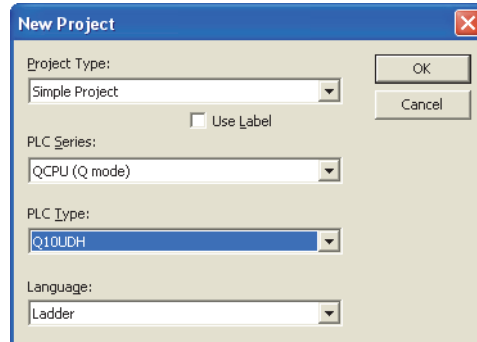 New Project
Project Type:
OK
Simple Project
Cancel
Use Label
PLC Series:
QCPU (Q mode)
PLC Type:
Q10UDH
Language:
Ladder